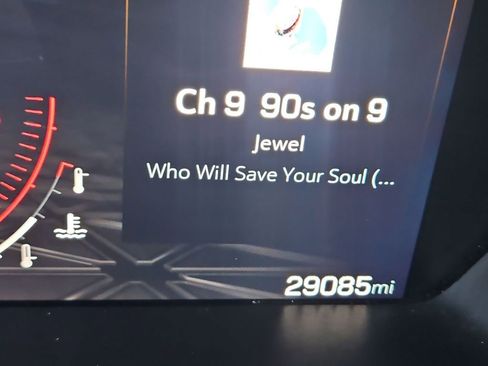 Ch 9 90s on 9
Jewel
Who Will Save Your Soul (...
29085mi